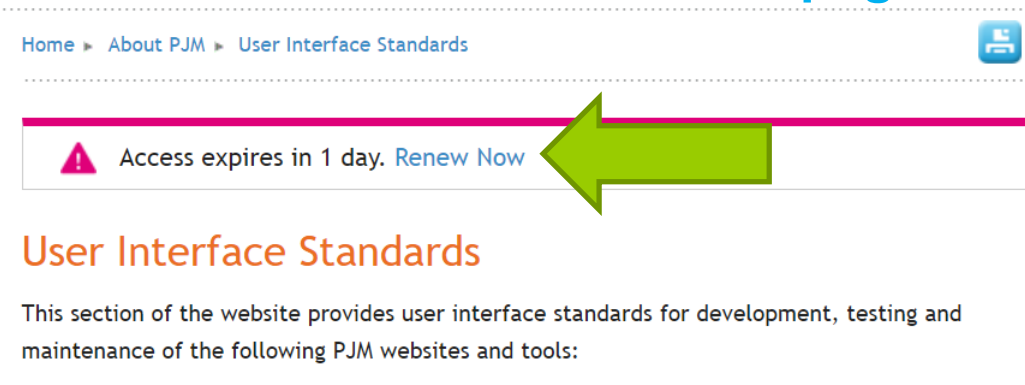 Home ▸ About PJM ▸ User Interface Standards
Access expires in 1 day. Renew Now
User Interface Standards
This section of the website provides user interface standards for development, testing and
maintenance of the following PJM websites and tools: